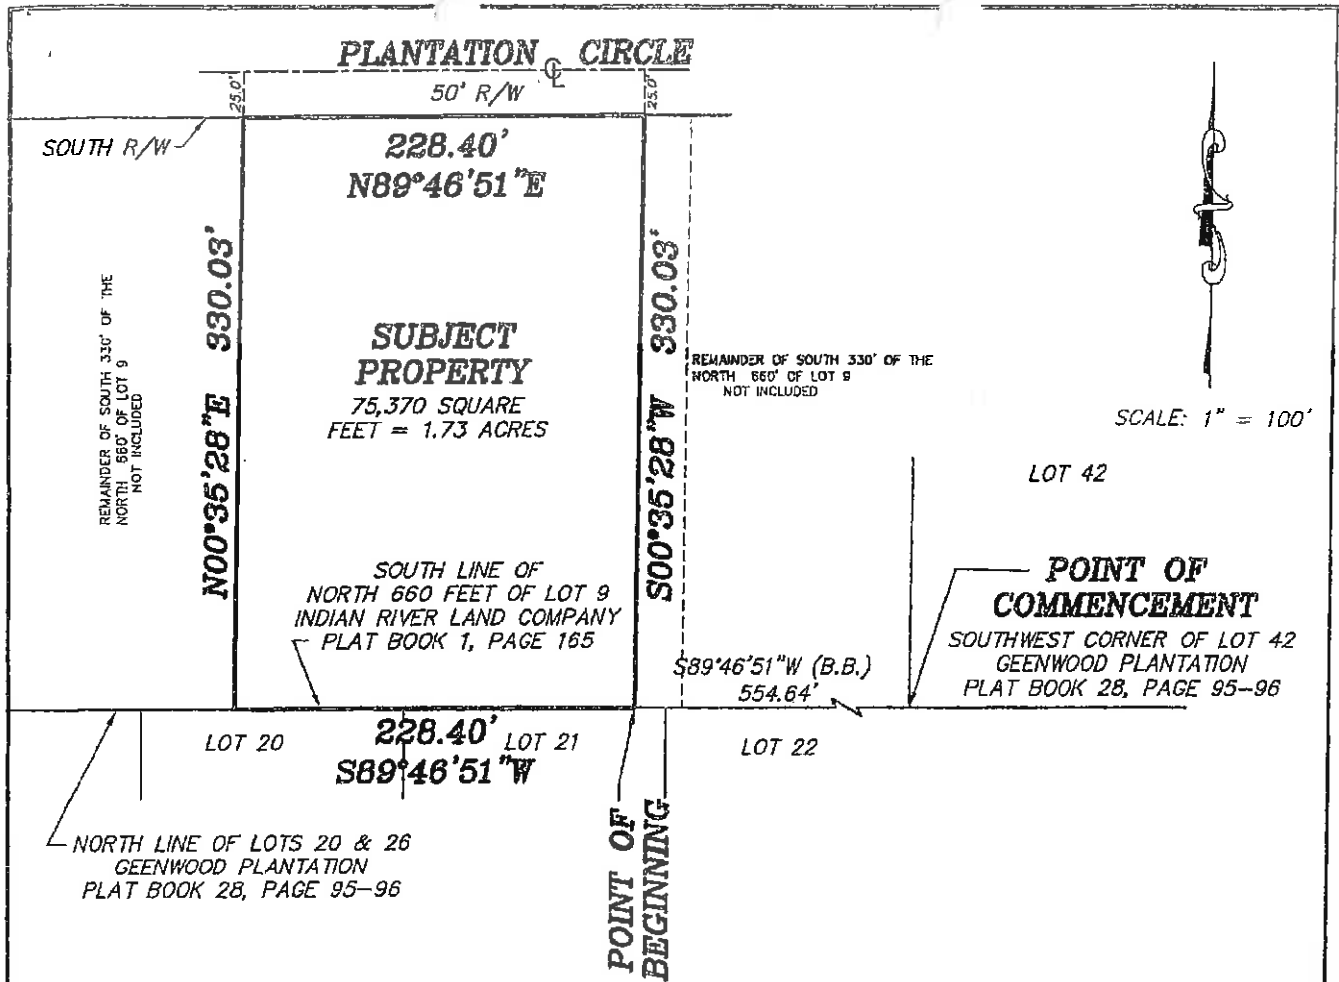 PLANTATION ℄ CIRCLE
25.0'
50' R/W
25.0'
SOUTH R/W
228.40'
N89°46'51"E
N00°35'28"E 330.03'
S00°35'28"W 330.03'
REMAINDER OF SOUTH 330' OF THE
NORTH 660' OF LOT 9
NOT INCLUDED
SUBJECT
PROPERTY
75,370 SQUARE
FEET = 1.73 ACRES
REMAINDER OF SOUTH 330' OF THE
NORTH 660' OF LOT 9
NOT INCLUDED
SCALE: 1" = 100'
LOT 42
SOUTH LINE OF
NORTH 660 FEET OF LOT 9
INDIAN RIVER LAND COMPANY
PLAT BOOK 1, PAGE 165
POINT OF
COMMENCEMENT
SOUTHWEST CORNER OF LOT 42
GEENWOOD PLANTATION
PLAT BOOK 28, PAGE 95-96
S89°46'51"W (B.B.)
554.64'
LOT 20
228.40'
S89°46'51"W
LOT 21
LOT 22
NORTH LINE OF LOTS 20 & 26
GEENWOOD PLANTATION
PLAT BOOK 28, PAGE 95-96
POINT OF
BEGINNING